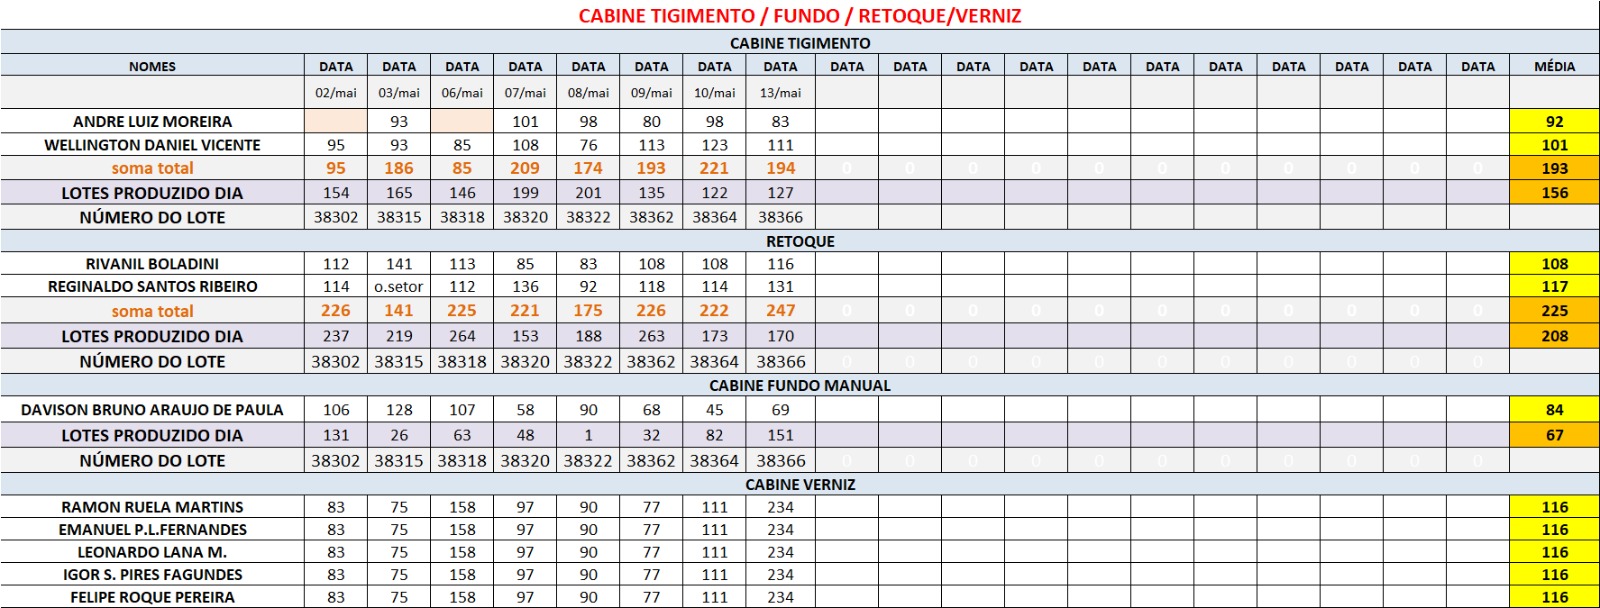 CABINE TIGIMENTO / FUNDO / RETOQUE/VERNIZ
CABINE TIGIMENTO
NOMES DATA DATA DATA DATA DATA DATA DATA DATA DATA DATA DATA DATA DATA DATA DATA DATA DATA DATA DATA MÉDIA
02/mai 03/mai 06/mai 07/mai 08/mai 09/mai 10/mai 13/mai
ANDRE LUIZ MOREIRA 93 101 98 80 98 83 92
WELLINGTON DANIEL VICENTE 95 93 85 108 76 113 123 111 101
soma total 95 186 85 209 174 193 221 194 0 0 0 0 0 0 0 0 0 0 0 193
LOTES PRODUZIDO DIA 154 165 146 199 201 135 122 127 156
NÚMERO DO LOTE 38302 38315 38318 38320 38322 38362 38364 38366
RETOQUE
RIVANIL BOLADINI 112 141 113 85 83 108 108 116 108
REGINALDO SANTOS RIBEIRO 114 o.setor 112 136 92 118 114 131 117
soma total 226 141 225 221 175 226 222 247 0 0 0 0 0 0 0 0 0 0 0 225
LOTES PRODUZIDO DIA 237 219 264 153 188 263 173 170 208
NÚMERO DO LOTE 38302 38315 38318 38320 38322 38362 38364 38366 0 0 0 0 0 0 0 0 0 0 0
CABINE FUNDO MANUAL
DAVISON BRUNO ARAUJO DE PAULA 106 128 107 58 90 68 45 69 84
LOTES PRODUZIDO DIA 131 26 63 48 1 32 82 151 67
NÚMERO DO LOTE 38302 38315 38318 38320 38322 38362 38364 38366 0 0 0 0 0 0 0 0 0 0 0
CABINE VERNIZ
RAMON RUELA MARTINS 83 75 158 97 90 77 111 234 116
EMANUEL P.L.FERNANDES 83 75 158 97 90 77 111 234 116
LEONARDO LANA M. 83 75 158 97 90 77 111 234 116
IGOR S. PIRES FAGUNDES 83 75 158 97 90 77 111 234 116
FELIPE ROQUE PEREIRA 83 75 158 97 90 77 111 234 116